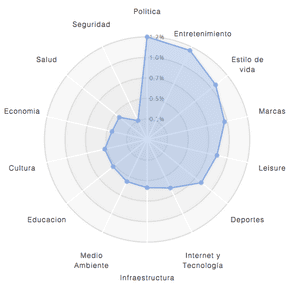 Politica
Entretenimiento
Estilo de
vida
Marcas
Leisure
Deportes
Internet y
Tecnología
Infraestructura
Medio
Ambiente
Educacion
Cultura
Economia
Salud
Seguridad
1.0%
0.7%
0.5%